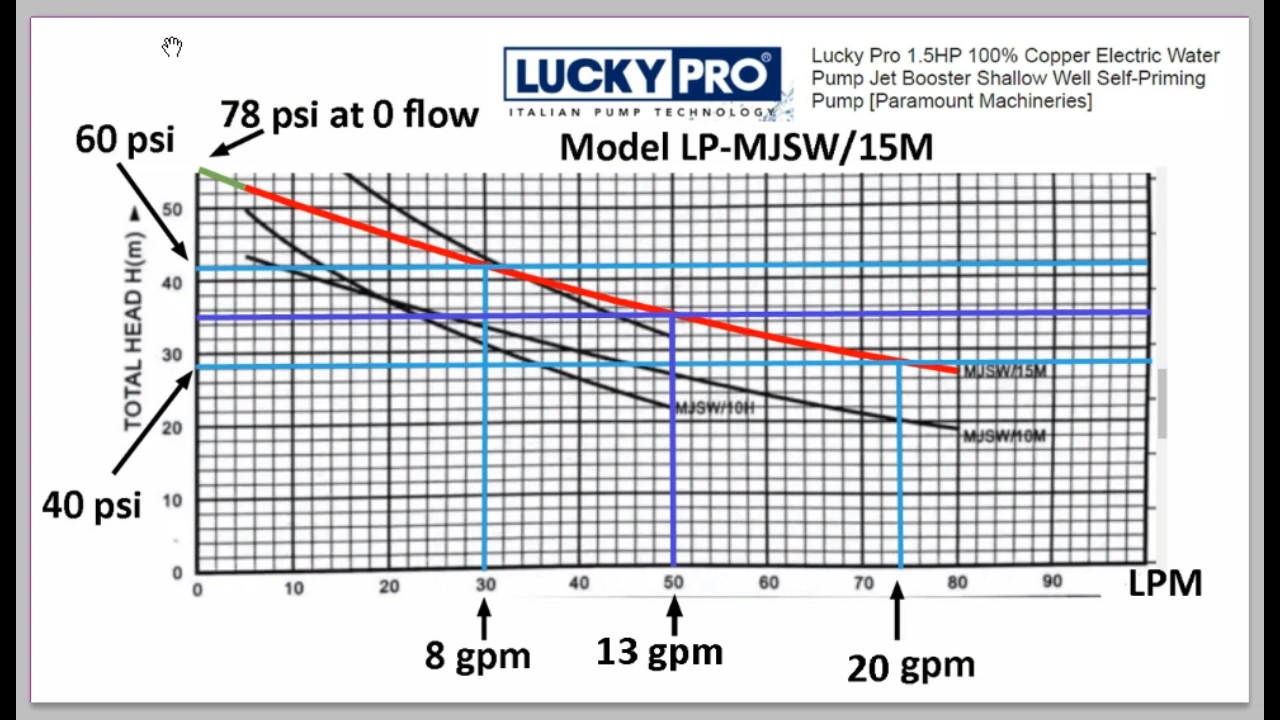 LUCKY PRO®
ITALIAN PUMP TECHNOLOGY
Lucky Pro 1.5HP 100% Copper Electric Water
Pump Jet Booster Shallow Well Self-Priming
Pump [Paramount Machineries]
78 psi at 0 flow
60 psi
Model LP-MJSW/15M
TOTAL HEAD H(m) ►
50
40
30
20
10
0
MJSW/15M
MJSW/10H
MJSW/10M
40 psi
0 10 20 30 40 50 60 70 80 90 LPM
8 gpm 13 gpm 20 gpm